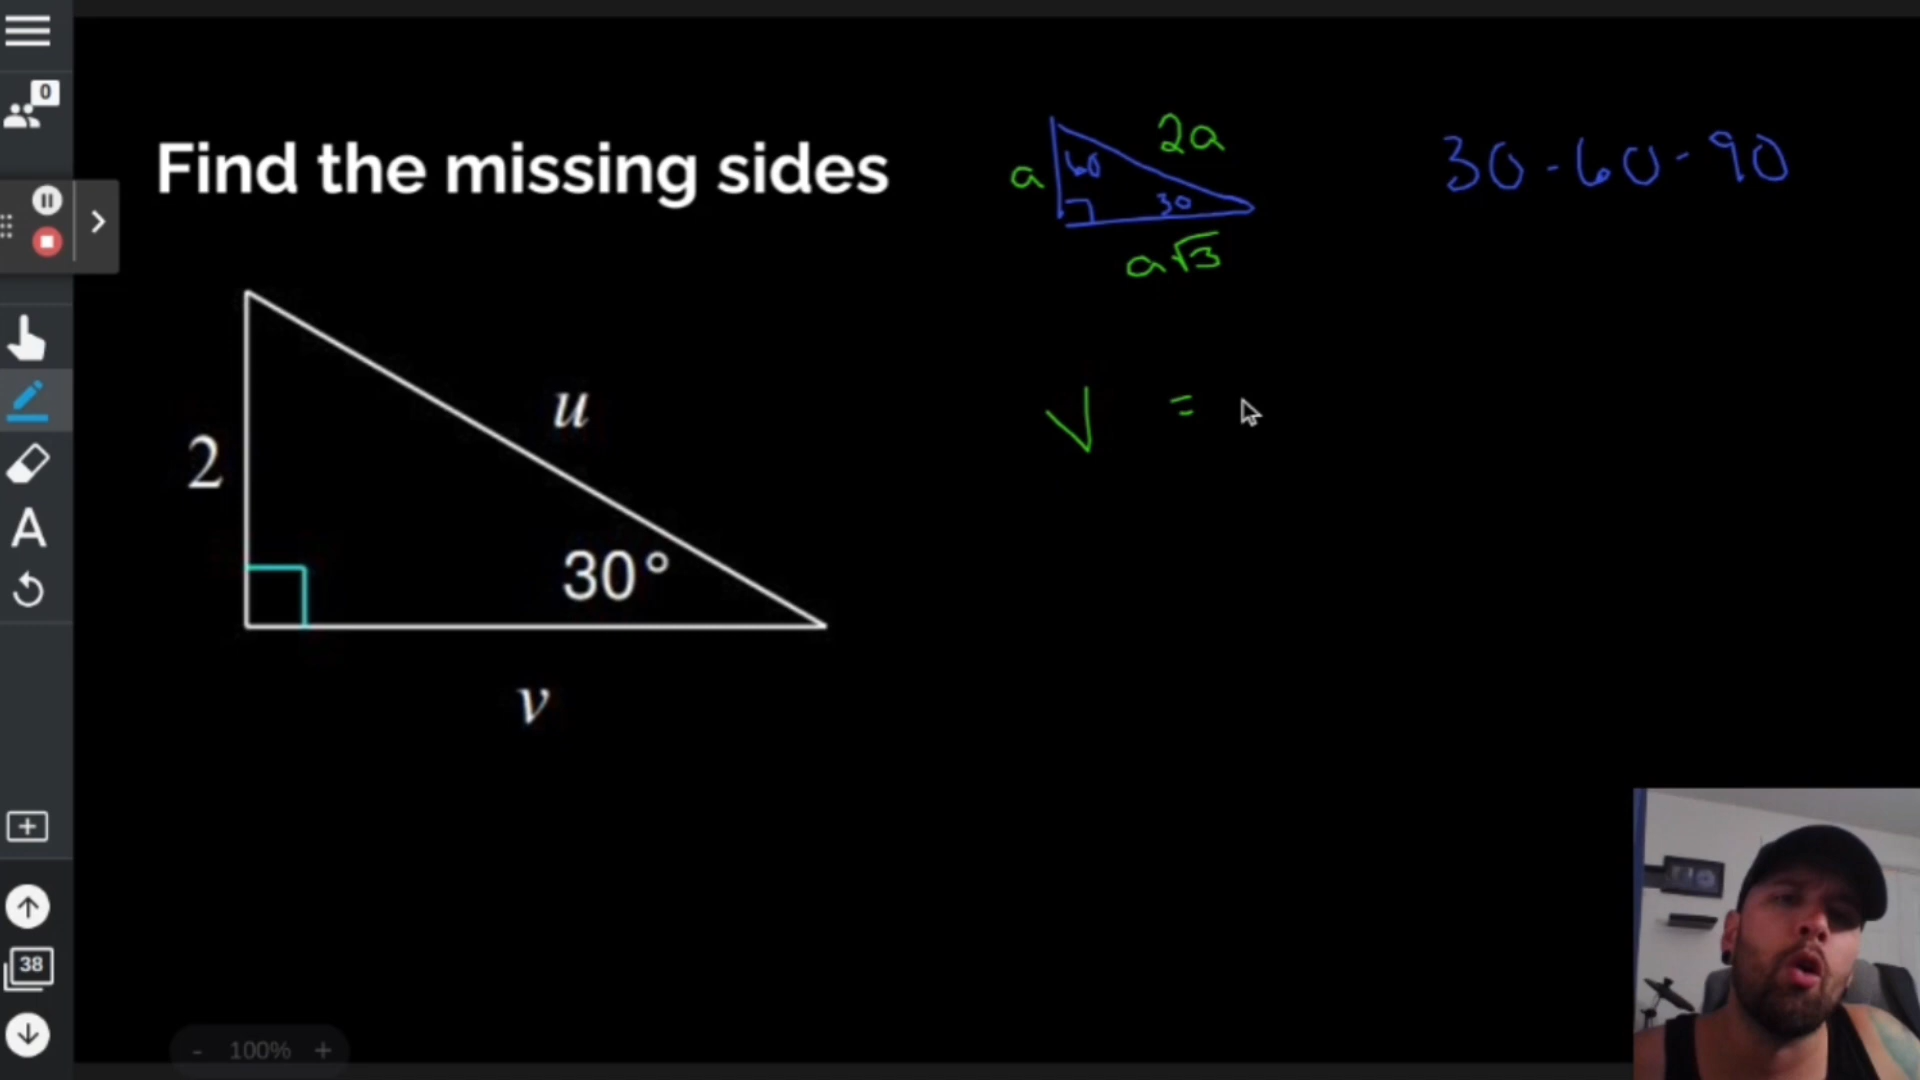 0
Find the missing sides
2a
30-60-90
a
60
30
a√3
u
V =
2
30°
v
A
38
- 100% +